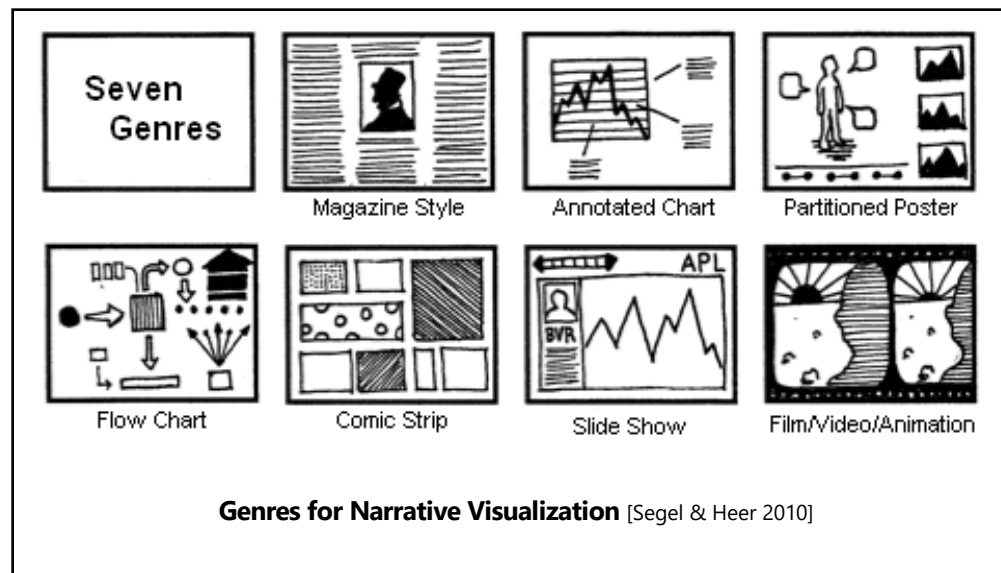 Seven
Genres
Magazine Style
Annotated Chart
Partitioned Poster
APL
BVR
Flow Chart
Comic Strip
Slide Show
Film/Video/Animation
Genres for Narrative Visualization [Segel & Heer 2010]